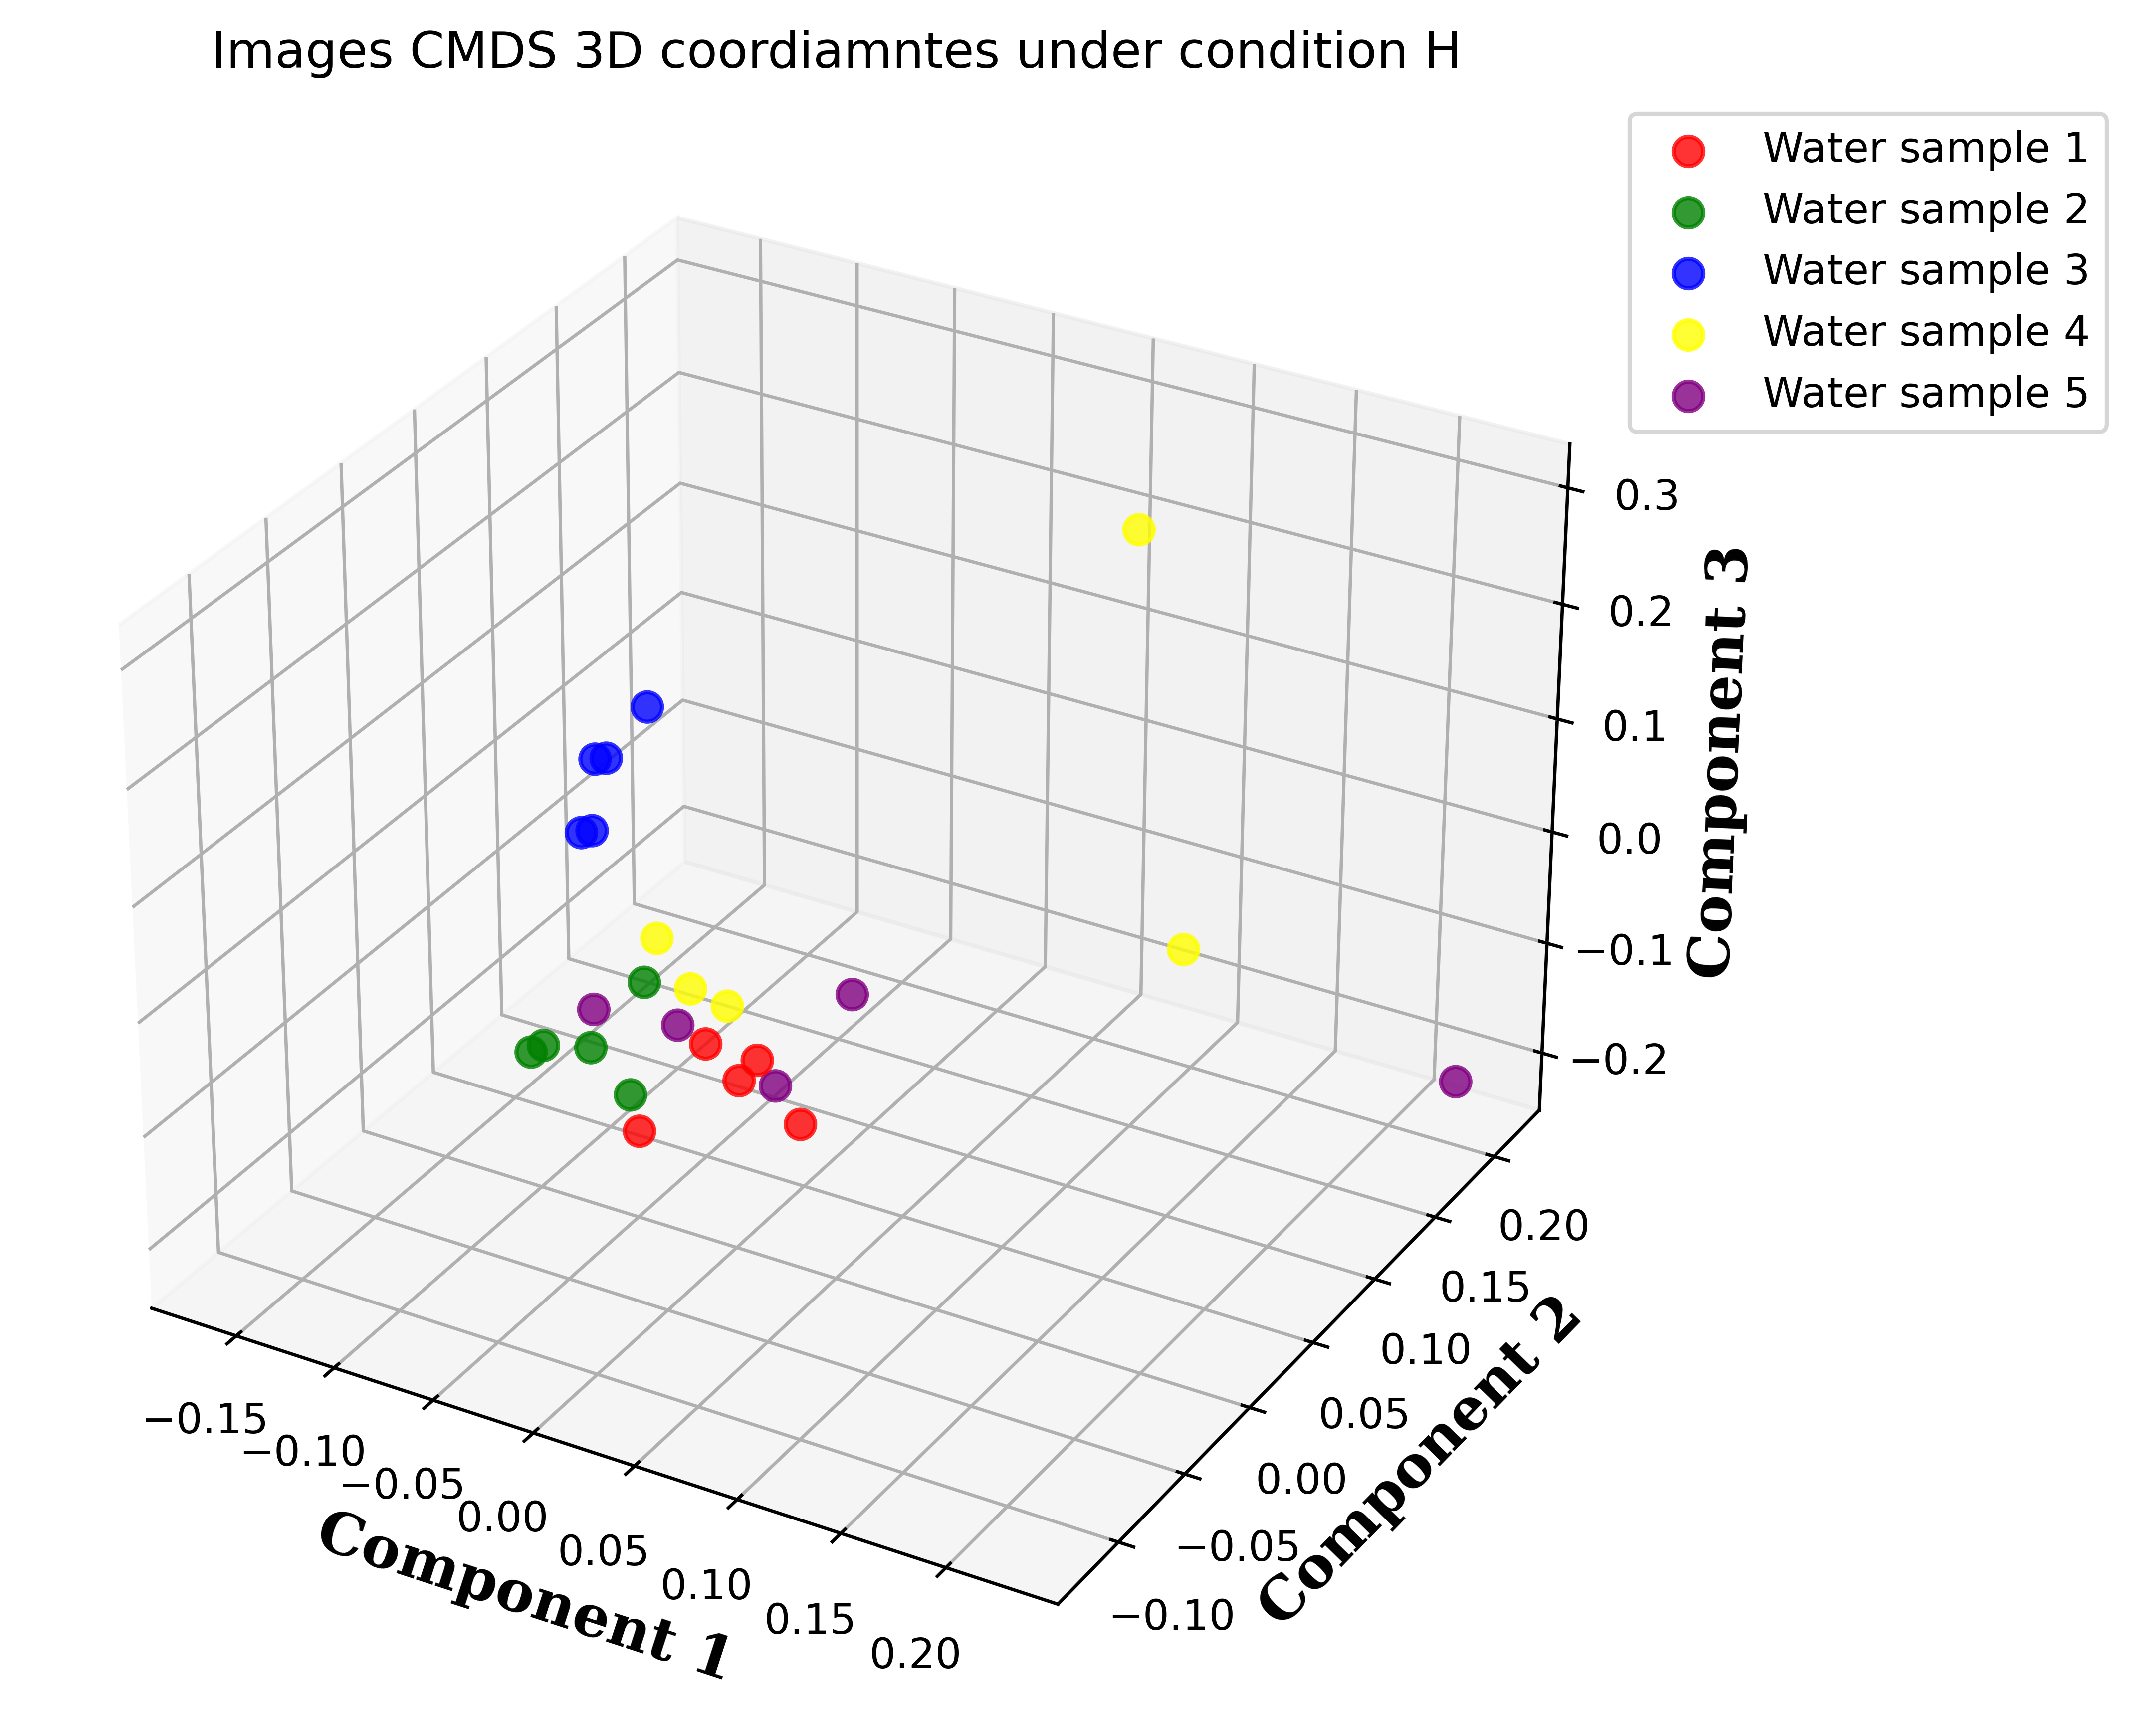 Images CMDS 3D coordiamntes under condition H
Water sample 1
Water sample 2
Water sample 3
Water sample 4
Water sample 5
0.3
0.2
0.1
0.0
−0.1
−0.2
Component 3
0.20
0.15
0.10
0.05
0.00
−0.05
−0.10
Component 2
−0.15
−0.10
−0.05
0.00
0.05
0.10
0.15
0.20
Component 1